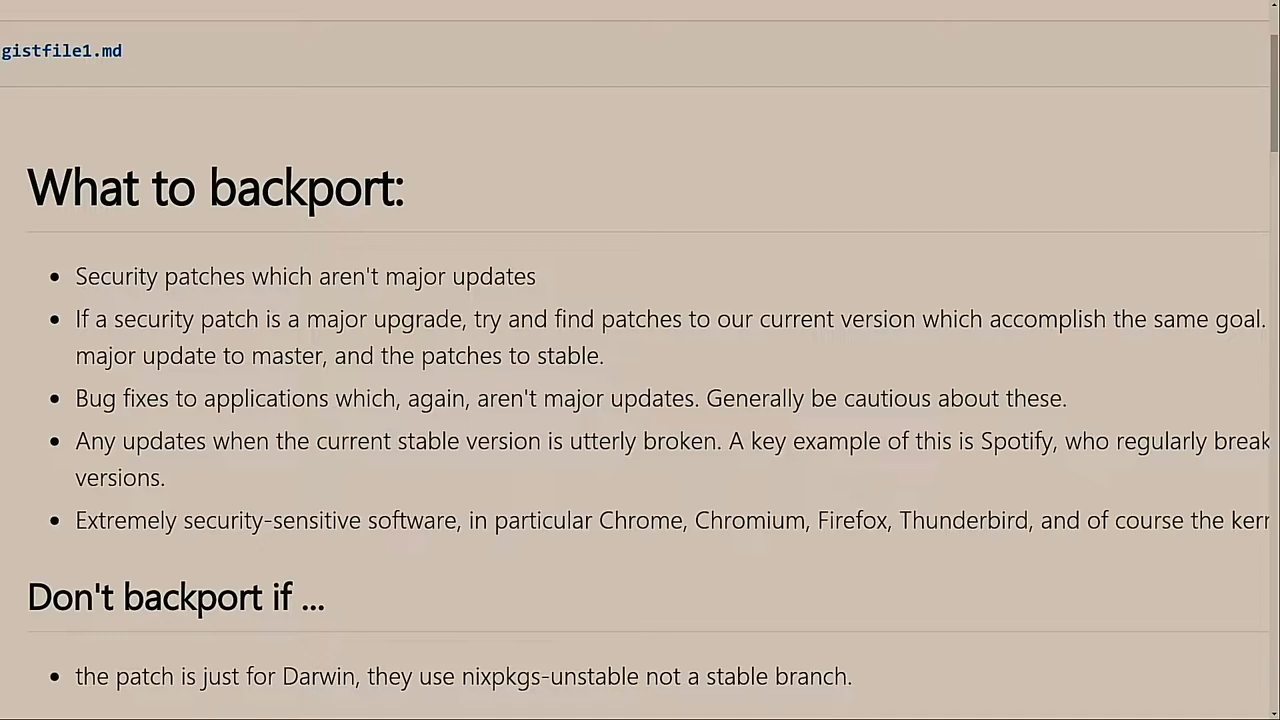 gistfile1.md
What to backport:
• Security patches which aren't major updates
• If a security patch is a major upgrade, try and find patches to our current version which accomplish the same goal.
major update to master, and the patches to stable.
• Bug fixes to applications which, again, aren't major updates. Generally be cautious about these.
• Any updates when the current stable version is utterly broken. A key example of this is Spotify, who regularly break
versions.
• Extremely security-sensitive software, in particular Chrome, Chromium, Firefox, Thunderbird, and of course the
Don't backport if ...
• the patch is just for Darwin, they use nixpkgs-unstable not a stable branch.